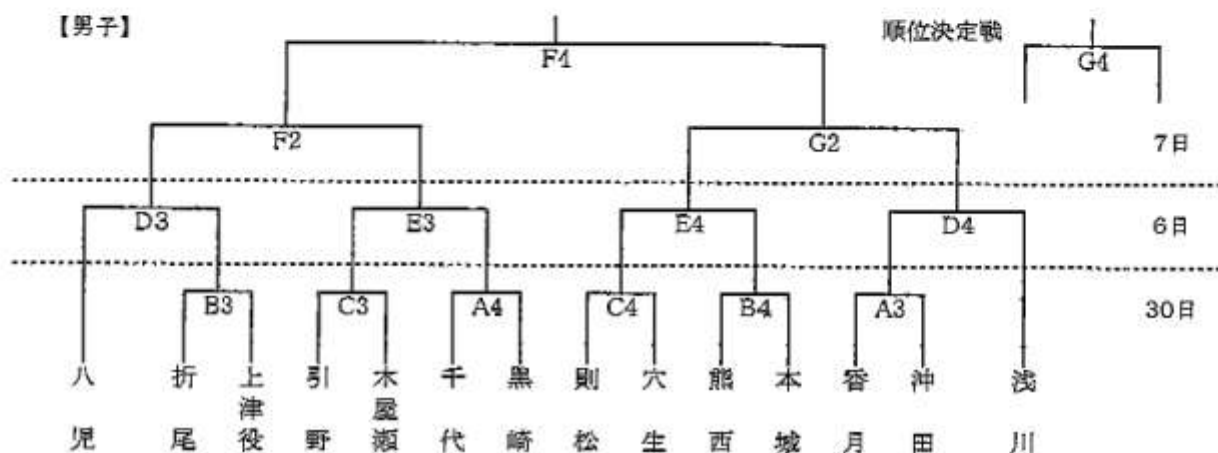 【男子】 順位決定戦
F4 G4
F2 G2 7日
D3 E3 E4 D4 6日
B3 C3 A4 C4 B4 A3 30日
八児 折尾 上津役 引野 木屋瀬 千代 黒崎 則松 穴生 熊西 本城 香月 沖田 浅川